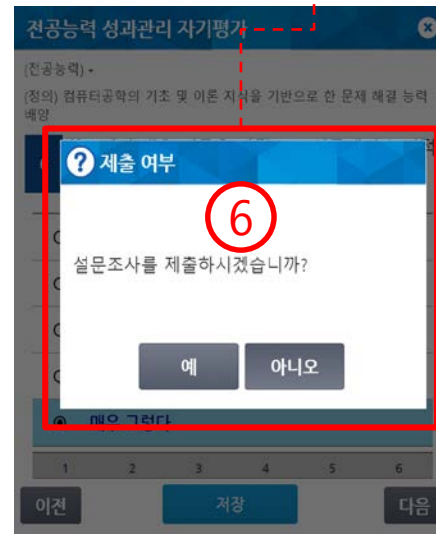 전공능력 성과관리 자기평가
(전공능력) -
(정의) 컴퓨터공학의 기초 및 이론 지식을 기반으로 한 문제 해결 능력
배양
? 제출 여부
6
설문조사를 제출하시겠습니까?
예 아니오
매우 그렇다
1 2 3 4 5 6
이전 저장 다음